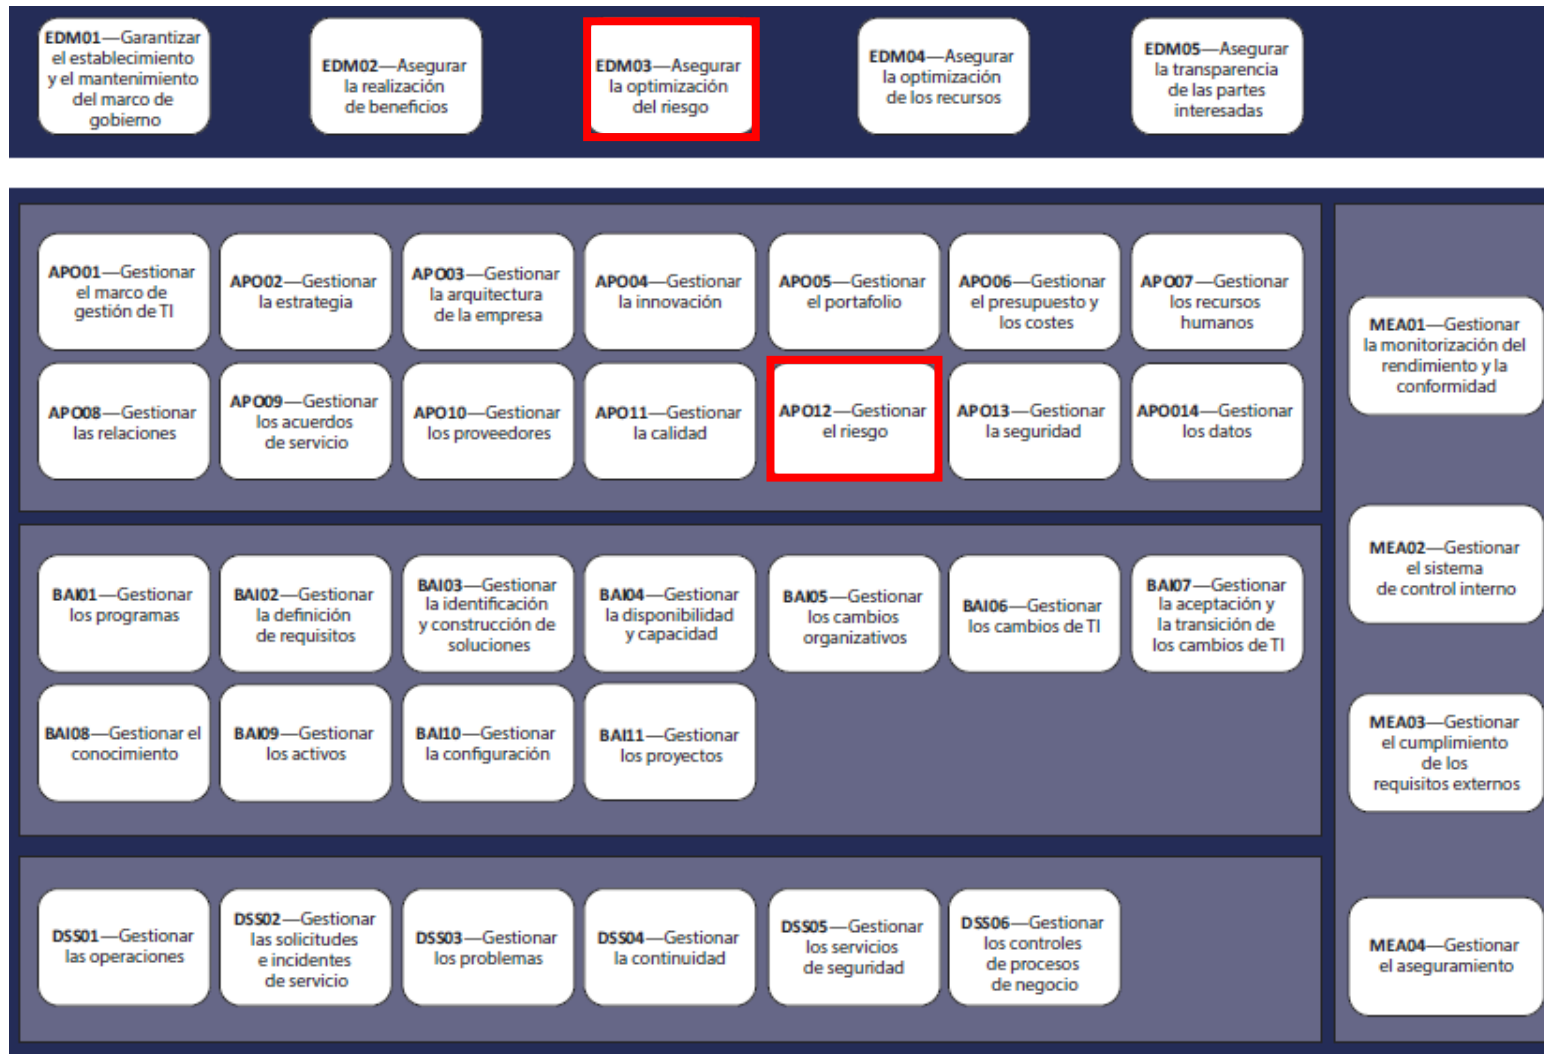 EDM01—Garantizar
el establecimiento
y el mantenimiento
del marco de
gobierno
EDM02—Asegurar
la realización
de beneficios
EDM03—Asegurar
la optimización
del riesgo
EDM04—Asegurar
la optimización
de los recursos
EDM05—Asegurar
la transparencia
de las partes
interesadas
APO01—Gestionar
el marco de
gestión de TI
APO02—Gestionar
la estrategia
APO03—Gestionar
la arquitectura
de la empresa
APO04—Gestionar
la innovación
APO05—Gestionar
el portafolio
APO06—Gestionar
el presupuesto y
los costes
APO07—Gestionar
los recursos
humanos
APO08—Gestionar
las relaciones
APO09—Gestionar
los acuerdos
de servicio
APO10—Gestionar
los proveedores
APO11—Gestionar
la calidad
APO12—Gestionar
el riesgo
APO13—Gestionar
la seguridad
APO014—Gestionar
los datos
BAI01—Gestionar
los programas
BAI02—Gestionar
la definición
de requisitos
BAI03—Gestionar
la identificación
y construcción de
soluciones
BAI04—Gestionar
la disponibilidad
y capacidad
BAI05—Gestionar
los cambios
organizativos
BAI06—Gestionar
los cambios de TI
BAI07—Gestionar
la aceptación y
la transición de
los cambios de TI
BAI08—Gestionar el
conocimiento
BAI09—Gestionar
los activos
BAI10—Gestionar
la configuración
BAI11—Gestionar
los proyectos
DSS01—Gestionar
las operaciones
DSS02—Gestionar
las solicitudes
e incidentes
de servicio
DSS03—Gestionar
los problemas
DSS04—Gestionar
la continuidad
DSS05—Gestionar
los servicios
de seguridad
DSS06—Gestionar
los controles
de procesos
de negocio
MEA01—Gestionar
la monitorización del
rendimiento y la
conformidad
MEA02—Gestionar
el sistema
de control interno
MEA03—Gestionar
el cumplimiento
de los
requisitos externos
MEA04—Gestionar
el aseguramiento